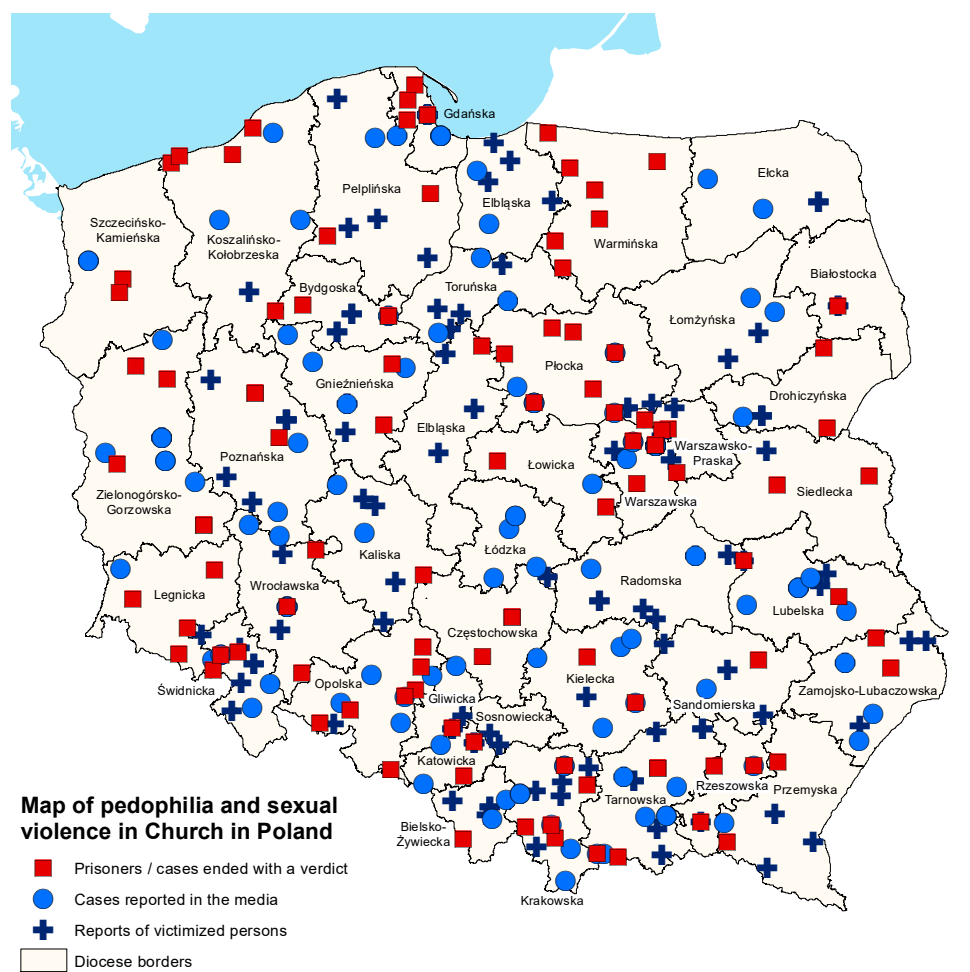 Gdańska
Ełcka
Pelplińska
Elbląska
Szczecińsko-
Kamieńska
Koszalińsko-
Kołobrzeska
Warmińska
Białostocka
Bydgoska
Toruńska
Łomżyńska
Płocka
Gnieźnieńska
Drohiczyńska
Elbląska
Poznańska
Łowicka
Warszawsko-
Praska
Siedlecka
Zielonogórsko-
Gorzowska
Warszawska
Kaliska
Łódzka
Radomska
Wrocławska
Legnicka
Lubelska
Częstochowska
Kielecka
Opolska
Świdnicka
Gliwicka
Zamojsko-Lubaczowska
Sandomierska
Sosnowiecka
Katowicka
Rzeszowska
Przemyska
Tarnowska
Bielsko-
Żywiecka
Krakowska
Map of pedophilia and sexual
violence in Church in Poland
Prisoners / cases ended with a verdict
Cases reported in the media
Reports of victimized persons
Diocese borders